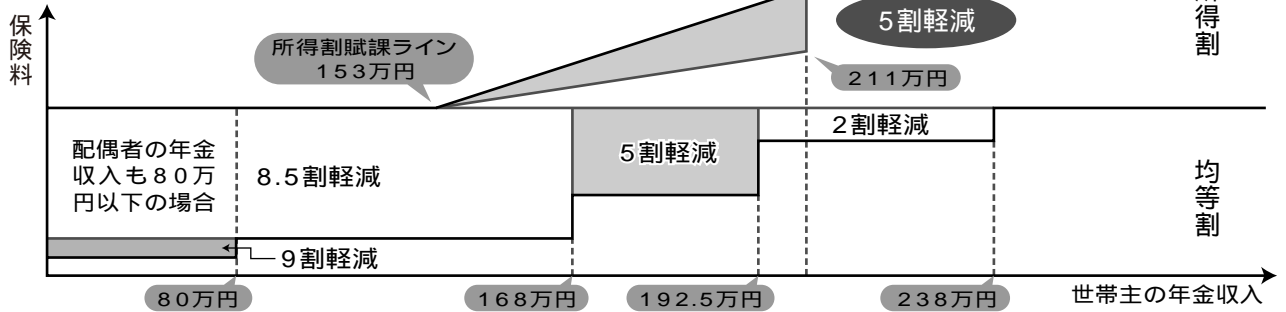 保険料
所得割賦課ライン
153万円
5割軽減
得割
211万円
配偶者の年金
収入も80万
円以下の場合
8.5割軽減
5割軽減
2割軽減
均等割
9割軽減
80万円
168万円
192.5万円
238万円
世帯主の年金収入